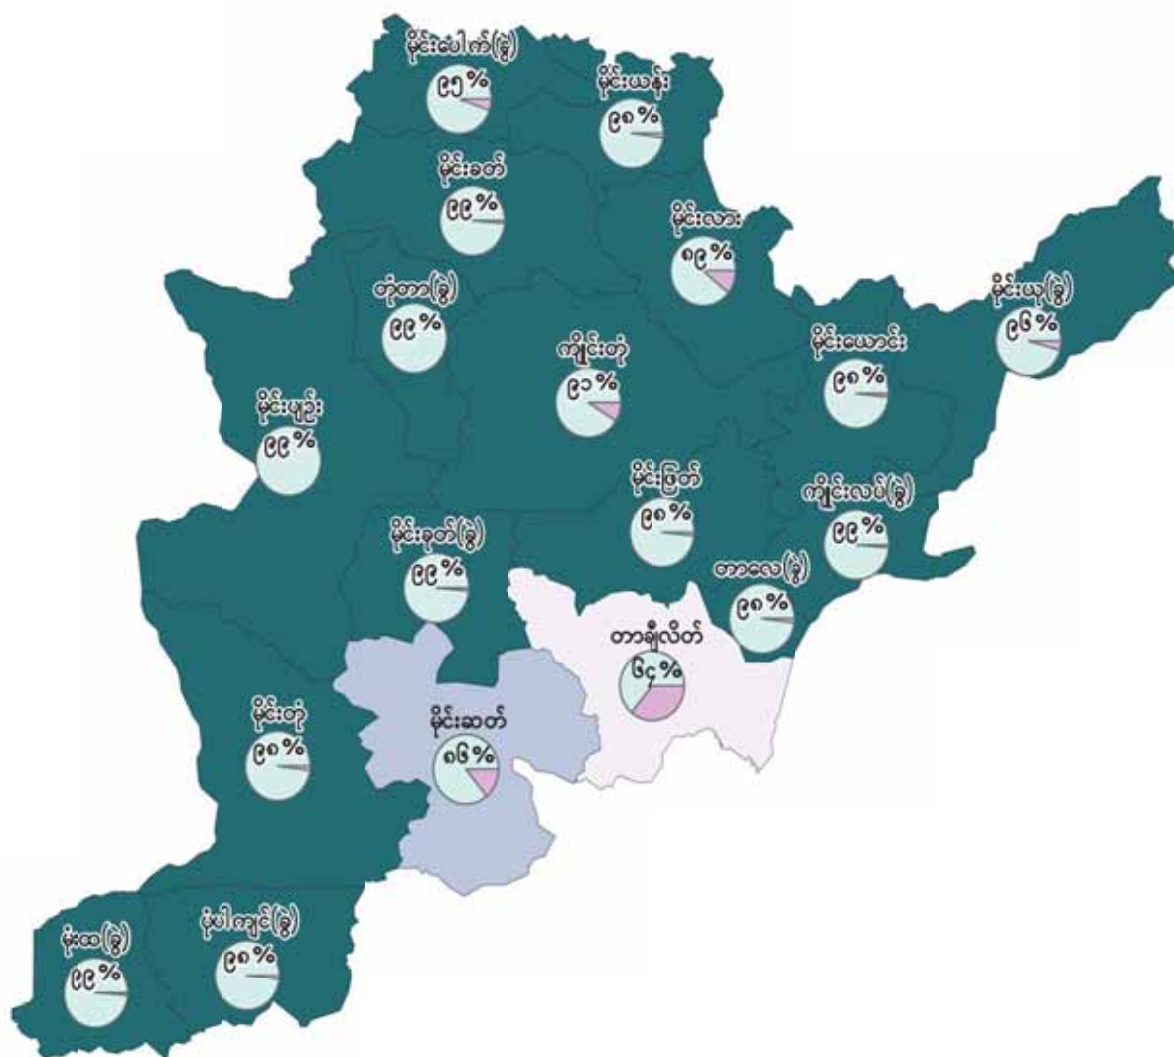 မိုင်းပေါက်(ခွဲ)
၉၅%
မိုင်းယန်း
၉၈%
မိုင်းခတ်
၉၉%
မိုင်းလား
၈၉%
တုံတာ(ခွဲ)
၉၉%
မိုင်းယု(ခွဲ)
၉၆%
ကျိုင်းတုံ
၉၁%
မိုင်းယောင်း
၉၈%
မိုင်းပျဉ်း
၉၉%
မိုင်းဖြတ်
၉၈%
ကျိုင်းလပ်(ခွဲ)
၉၉%
မိုင်းခုတ်(ခွဲ)
၉၉%
တာလေ(ခွဲ)
၉၈%
တာချီလိတ်
၆၄%
မိုင်းတုံ
၉၈%
မိုင်းဆတ်
၈၆%
မုံးထ(ခွဲ)
၉၉%
ပုံပါကျင်(ခွဲ)
၉၈%